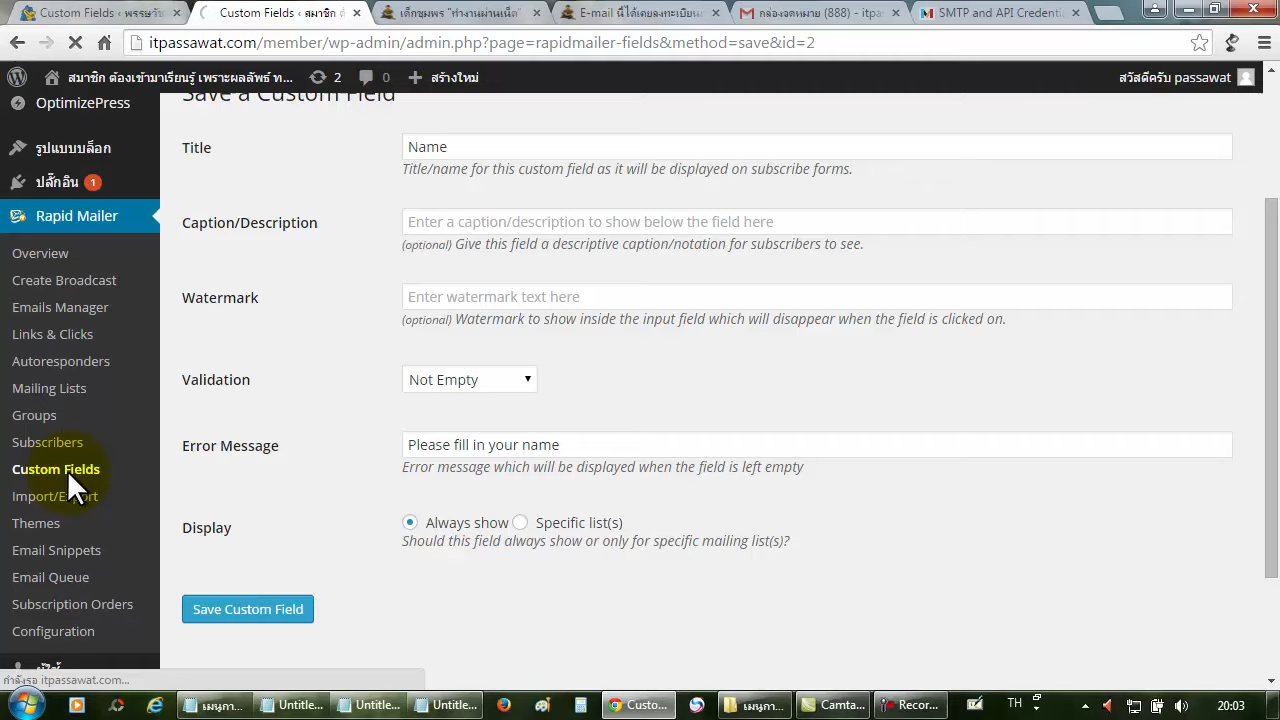 Custom Fields ‹ พรรษวั
Custom Fields ‹ สมาชิก ต้
เด็กชุมพร "ทำงานผ่านเน็ต"
E-mail นี้ได้เคยลงทะเบียน
กล่องจดหมาย (888) - itpas
SMTP and API Credenti
itpassawat.com/member/wp-admin/admin.php?page=rapidmailer-fields&method=save&id=2
สมาชิก ต้องเข้ามาเรียนรู้ เพราะผลลัพธ์ ท...
2
0
สร้างใหม่
สวัสดีครับ passawat
OptimizePress
รูปแบบบล็อก
ปลั๊กอิน 1
Rapid Mailer
Overview
Create Broadcast
Emails Manager
Links & Clicks
Autoresponders
Mailing Lists
Groups
Subscribers
Custom Fields
Import/Export
Themes
Email Snippets
Email Queue
Subscription Orders
Configuration
Save a Custom Field
Title
Name
Title/name for this custom field as it will be displayed on subscribe forms.
Caption/Description
Enter a caption/description to show below the field here
(optional) Give this field a descriptive caption/notation for subscribers to see.
Watermark
Enter watermark text here
(optional) Watermark to show inside the input field which will disappear when the field is clicked on.
Validation
Not Empty
Error Message
Please fill in your name
Error message which will be displayed when the field is left empty
Display
Always show
Specific list(s)
Should this field always show or only for specific mailing list(s)?
Save Custom Field
กำลังรอ itpassawat.com...
เมนูกา...
Untitle...
Untitle...
Untitle...
Custo...
เมนูกา...
Camta...
Recor...
TH
20:03